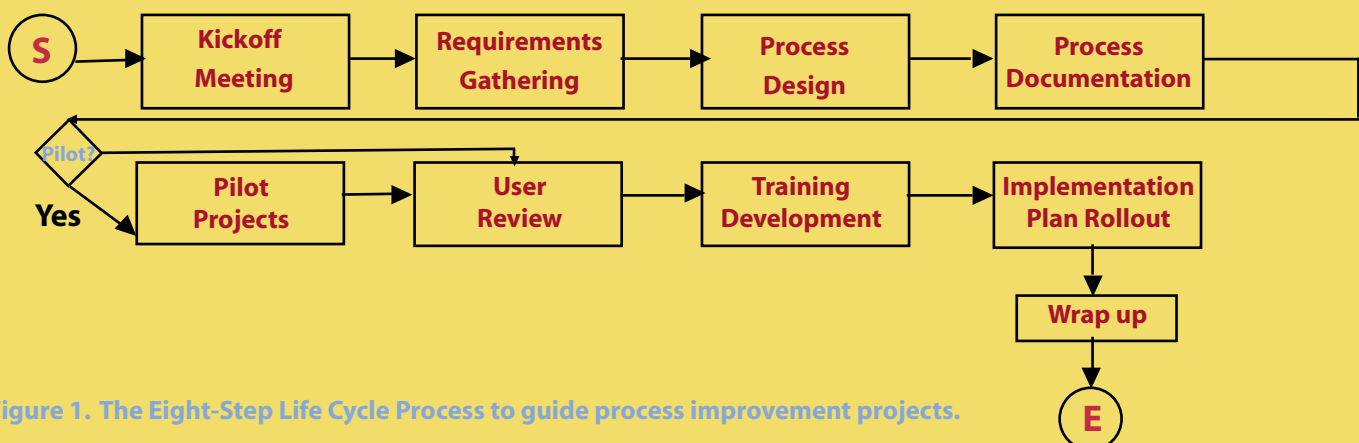 S
Kickoff
Meeting
Requirements
Gathering
Process
Design
Process
Documentation
Pilot?
Yes
Pilot
Projects
User
Review
Training
Development
Implementation
Plan Rollout
Wrap up
E
igure 1. The Eight-Step Life Cycle Process to guide process improvement projects.